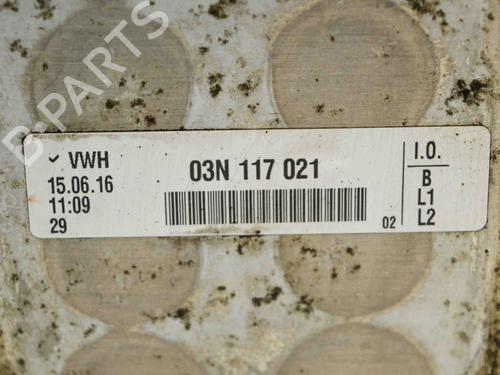 B-PARTS
VWH
15.06.16
11:09
29
03N 117 021
02
I.O.
B
L1
L2